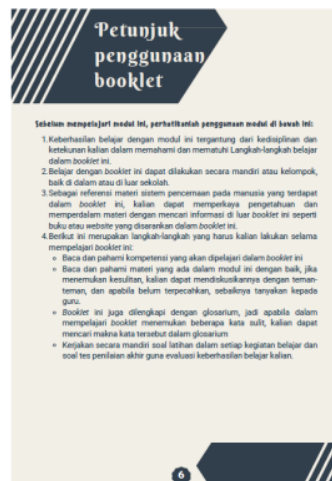 Petunjuk
penggunaan
booklet
Sebelum mempelajari modul ini, perhatikanlah penggunaan modul di bawah ini:
1. Keberhasilan belajar dengan modul ini tergantung dari kedisiplinan dan
ketekunan kalian dalam memahami dan mematuhi Langkah-langkah belajar
dalam booklet ini.
2. Belajar dengan booklet ini dapat dilakukan secara mandiri atau kelompok,
baik di dalam atau di luar sekolah.
3. Sebagai referensi materi sistem pencernaan pada manusia yang terdapat
dalam booklet ini, kalian dapat memperkaya pengetahuan dan
memperdalam materi dengan mencari informasi di luar booklet ini seperti
buku atau website yang disarankan dalam booklet ini.
4. Berikut ini merupakan langkah-langkah yang harus kalian lakukan selama
mempelajari booklet ini:
Baca dan pahami kompetensi yang akan dipelajari dalam booklet ini
Baca dan pahami materi yang ada dalam modul ini dengan baik, jika
menemukan kesulitan, kalian dapat mendiskusikannya dengan teman-
teman, dan apabila belum terpecahkan, sebaiknya tanyakan kepada
guru.
Booklet ini juga dilengkapi dengan glosarium, jadi apabila dalam
mempelajari booklet menemukan beberapa kata sulit, kalian dapat
mencari makna kata tersebut dalam glosarium
Kerjakan secara mandiri soal latihan dalam setiap kegiatan belajar dan
soal tes penilaian akhir guna evaluasi keberhasilan belajar kalian.
6